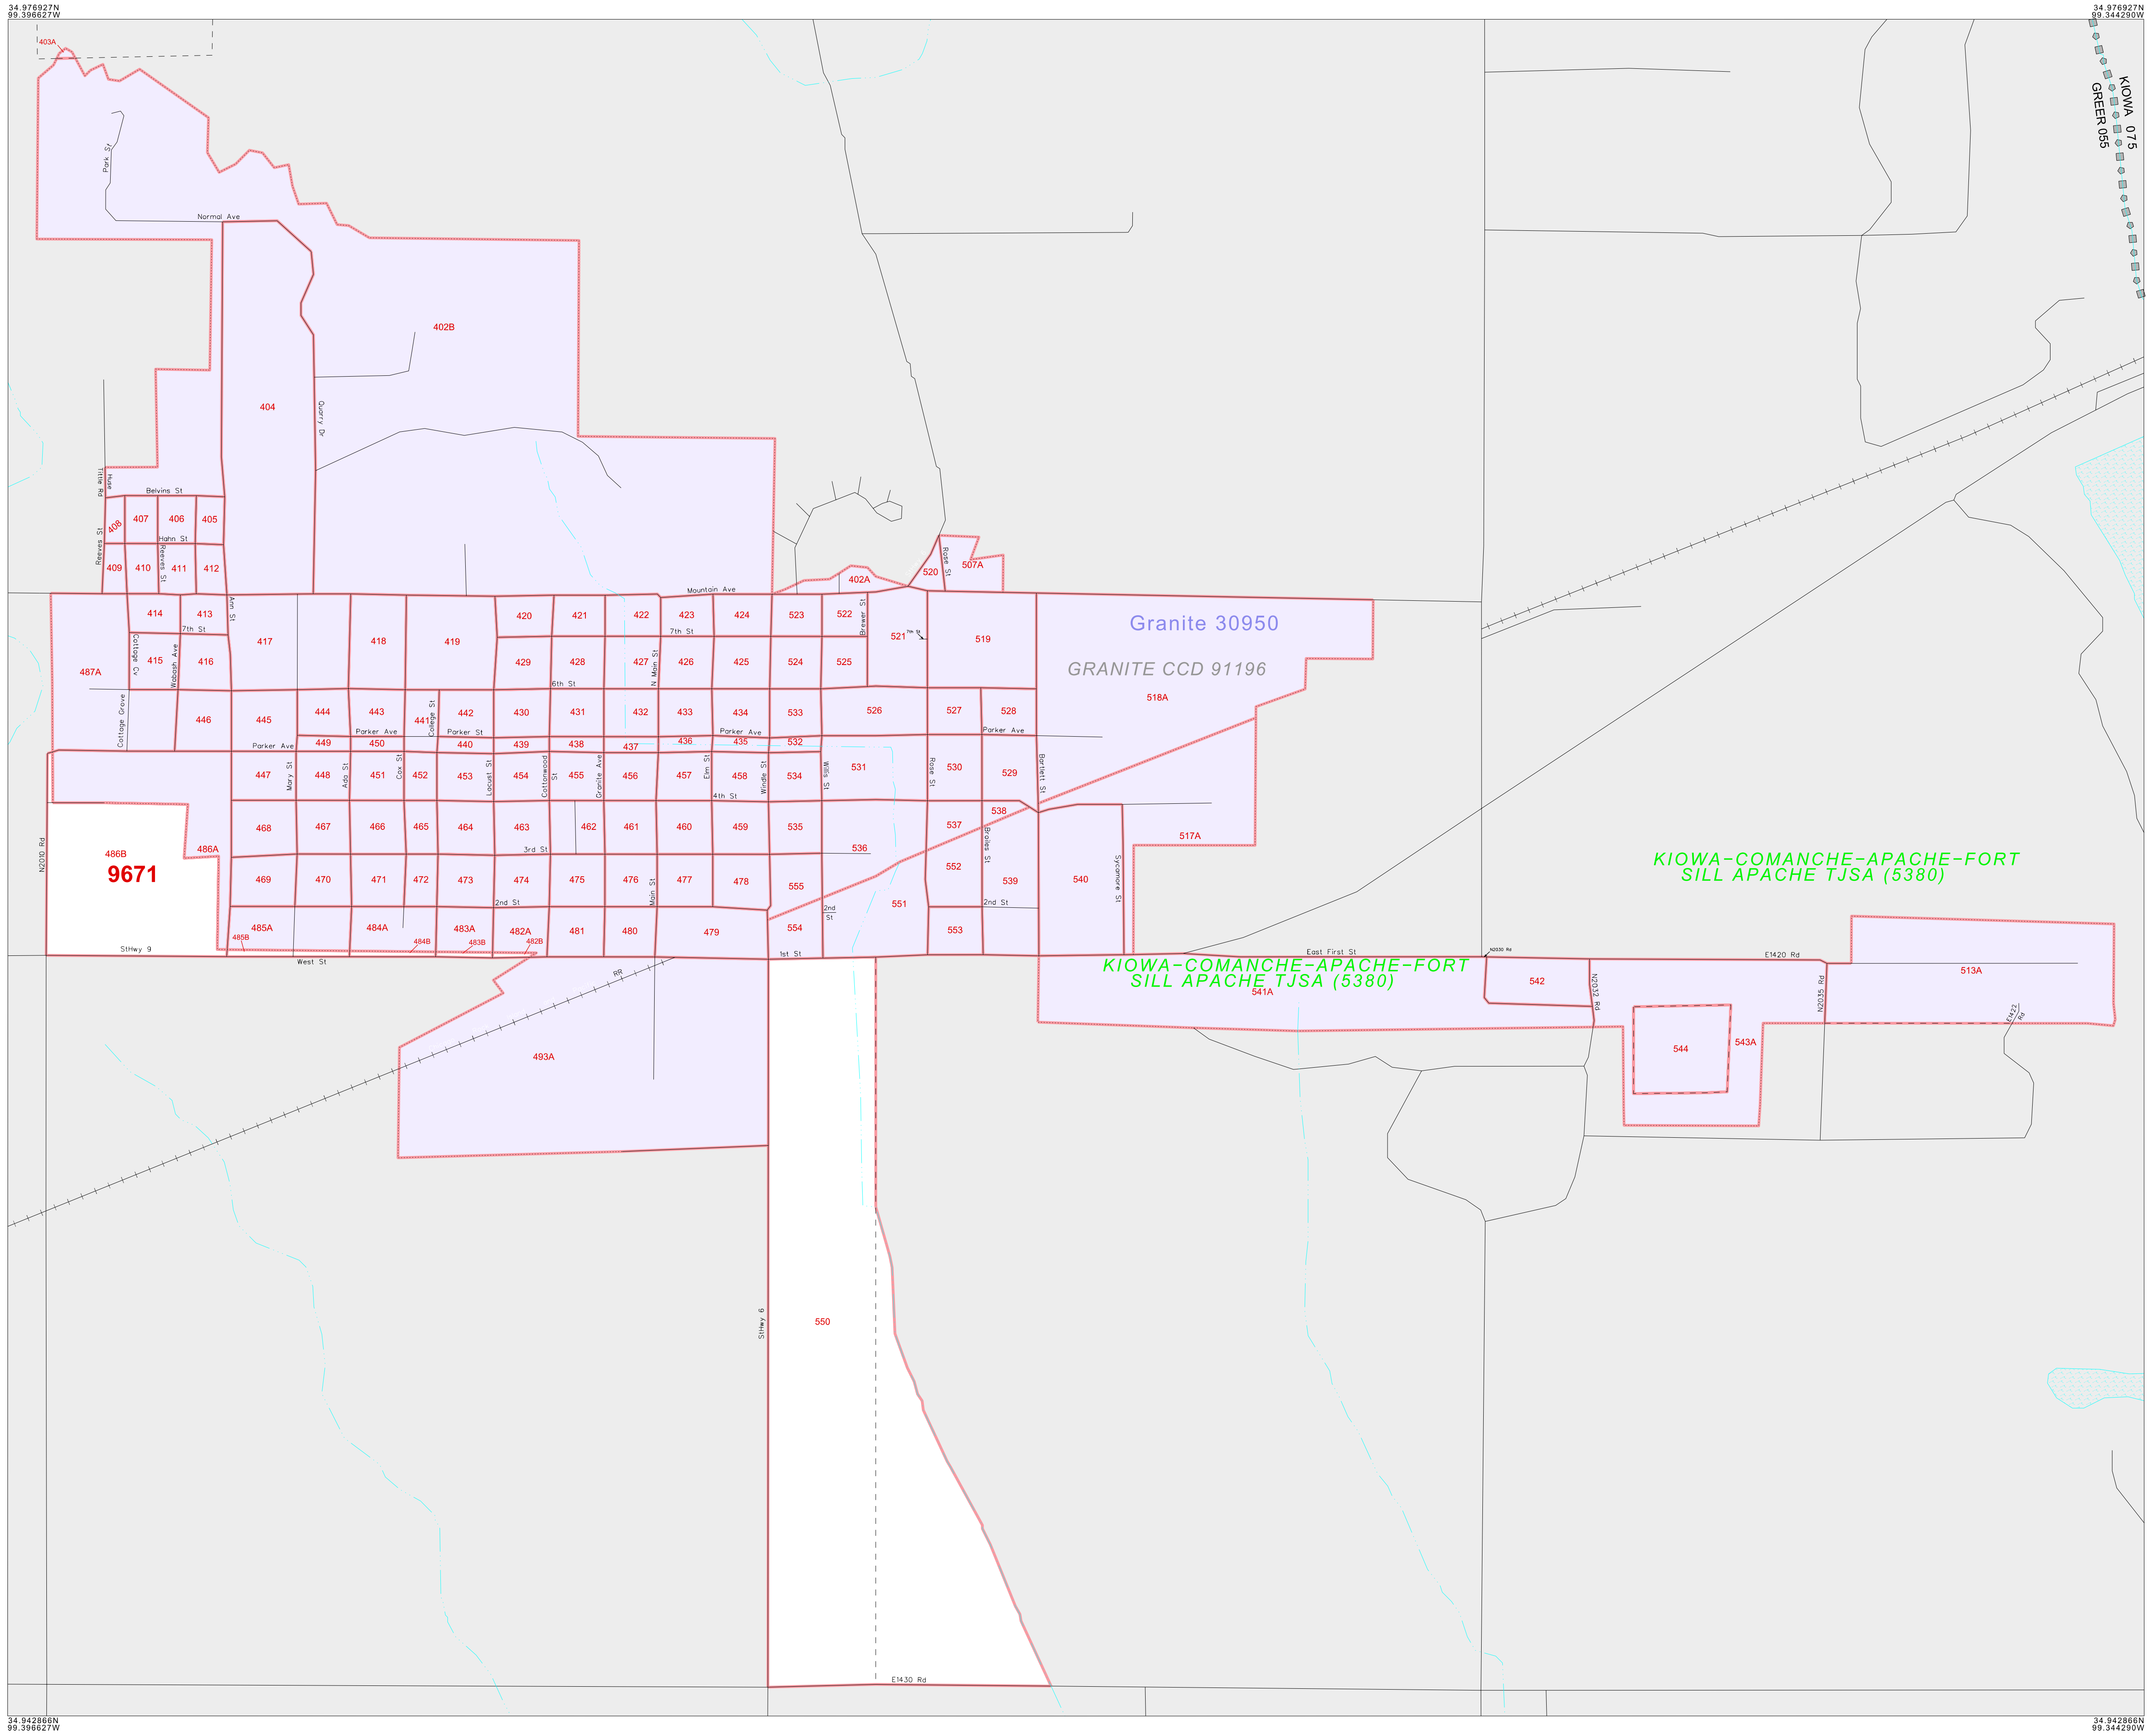 34.976927N
99.396627W
34.976927N
99.344290W
403A
KIOWA 075
GREER 055
Park St
Normal Ave
402B
404
Quarry Dr
Tittle Rd
Huse
Belvins St
408
407
406
405
Reeves St
Hahn St
Reeves St
409
410
411
412
Rose St
507A
520
402A
Mountain Ave
414
413
Ann St
420
421
422
423
424
523
522
Brewer St
7th St
7th St
7th St
417
418
419
521
519
Granite 30950
Cottage Cv
415
Wabash Ave
416
487A
429
428
427
N Main St
426
425
524
525
GRANITE CCD 91196
6th St
518A
Cottage Grove
446
445
444
443
441
College St
442
430
431
432
433
434
533
526
527
528
Parker Ave
Parker St
Parker Ave
Parker Ave
Parker Ave
449
450
440
439
438
437
436
435
532
447
Mary St
448
Ada St
451
Cox St
452
453
Locust St
454
Cottonwood
St
455
Granite Ave
456
457
Elm St
458
Windle St
534
Willis St
531
Rose St
530
529
Bartlett St
4th St
468
467
466
465
464
463
462
461
460
459
535
537
538
Brolles St
517A
N2010 Rd
486B
486A
9671
3rd St
536
469
470
471
472
473
474
475
476
Main St
477
478
555
552
539
540
Sycamore St
KIOWA-COMANCHE-APACHE-FORT
SILL APACHE TJSA (5380)
2nd St
2nd
St
2nd St
551
485A
484A
483A
482A
481
480
479
554
553
485B
484B
483B
482B
StHwy 9
West St
1st St
East First St
N2030 Rd
E1420 Rd
KIOWA-COMANCHE-APACHE-FORT
SILL APACHE TJSA (5380)
541A
542
N2032 Rd
N2035 Rd
513A
RR
E1422
Rd
493A
544
543A
StHwy 6
550
E1430 Rd
34.942866N
99.396627W
34.942866N
99.344290W